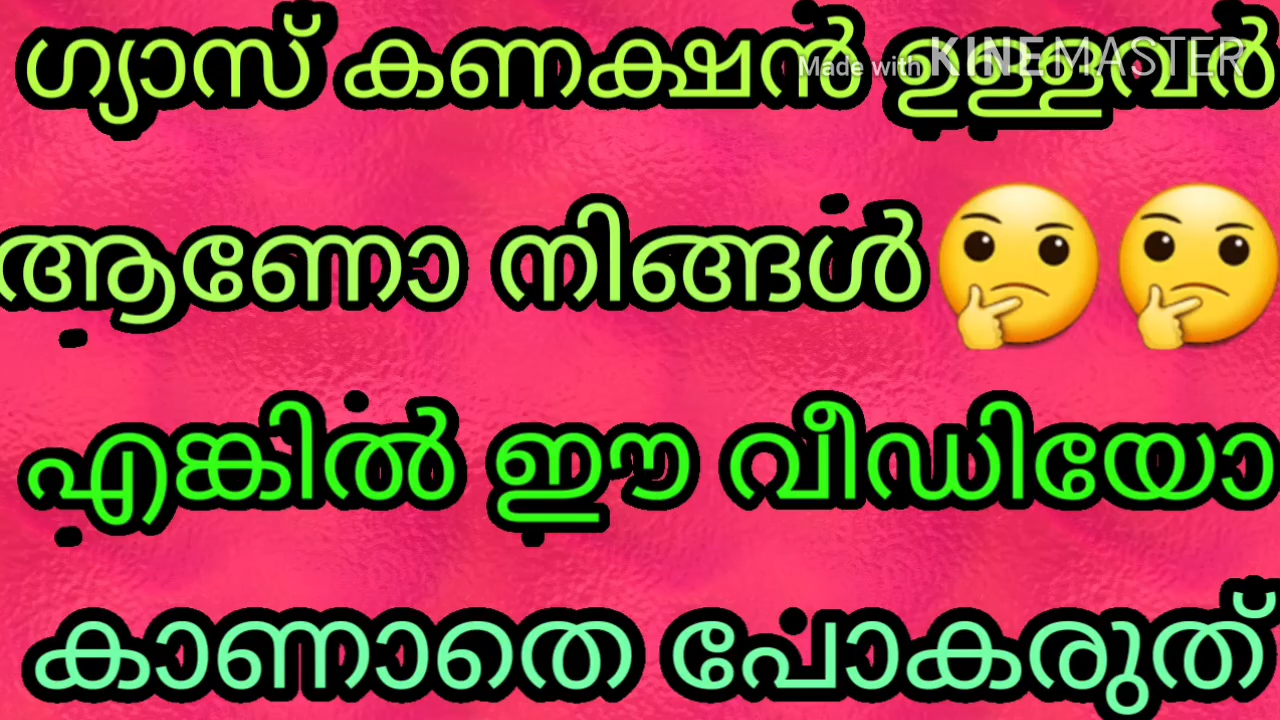 ഗ്യാസ് കണക്ഷൻ ഉള്ളവർ
Made with KINEMASTER
ആണോ നിങ്ങൾ🤔🤔
എങ്കിൽ ഈ വീഡിയോ
കാണാതെ പോകരുത്